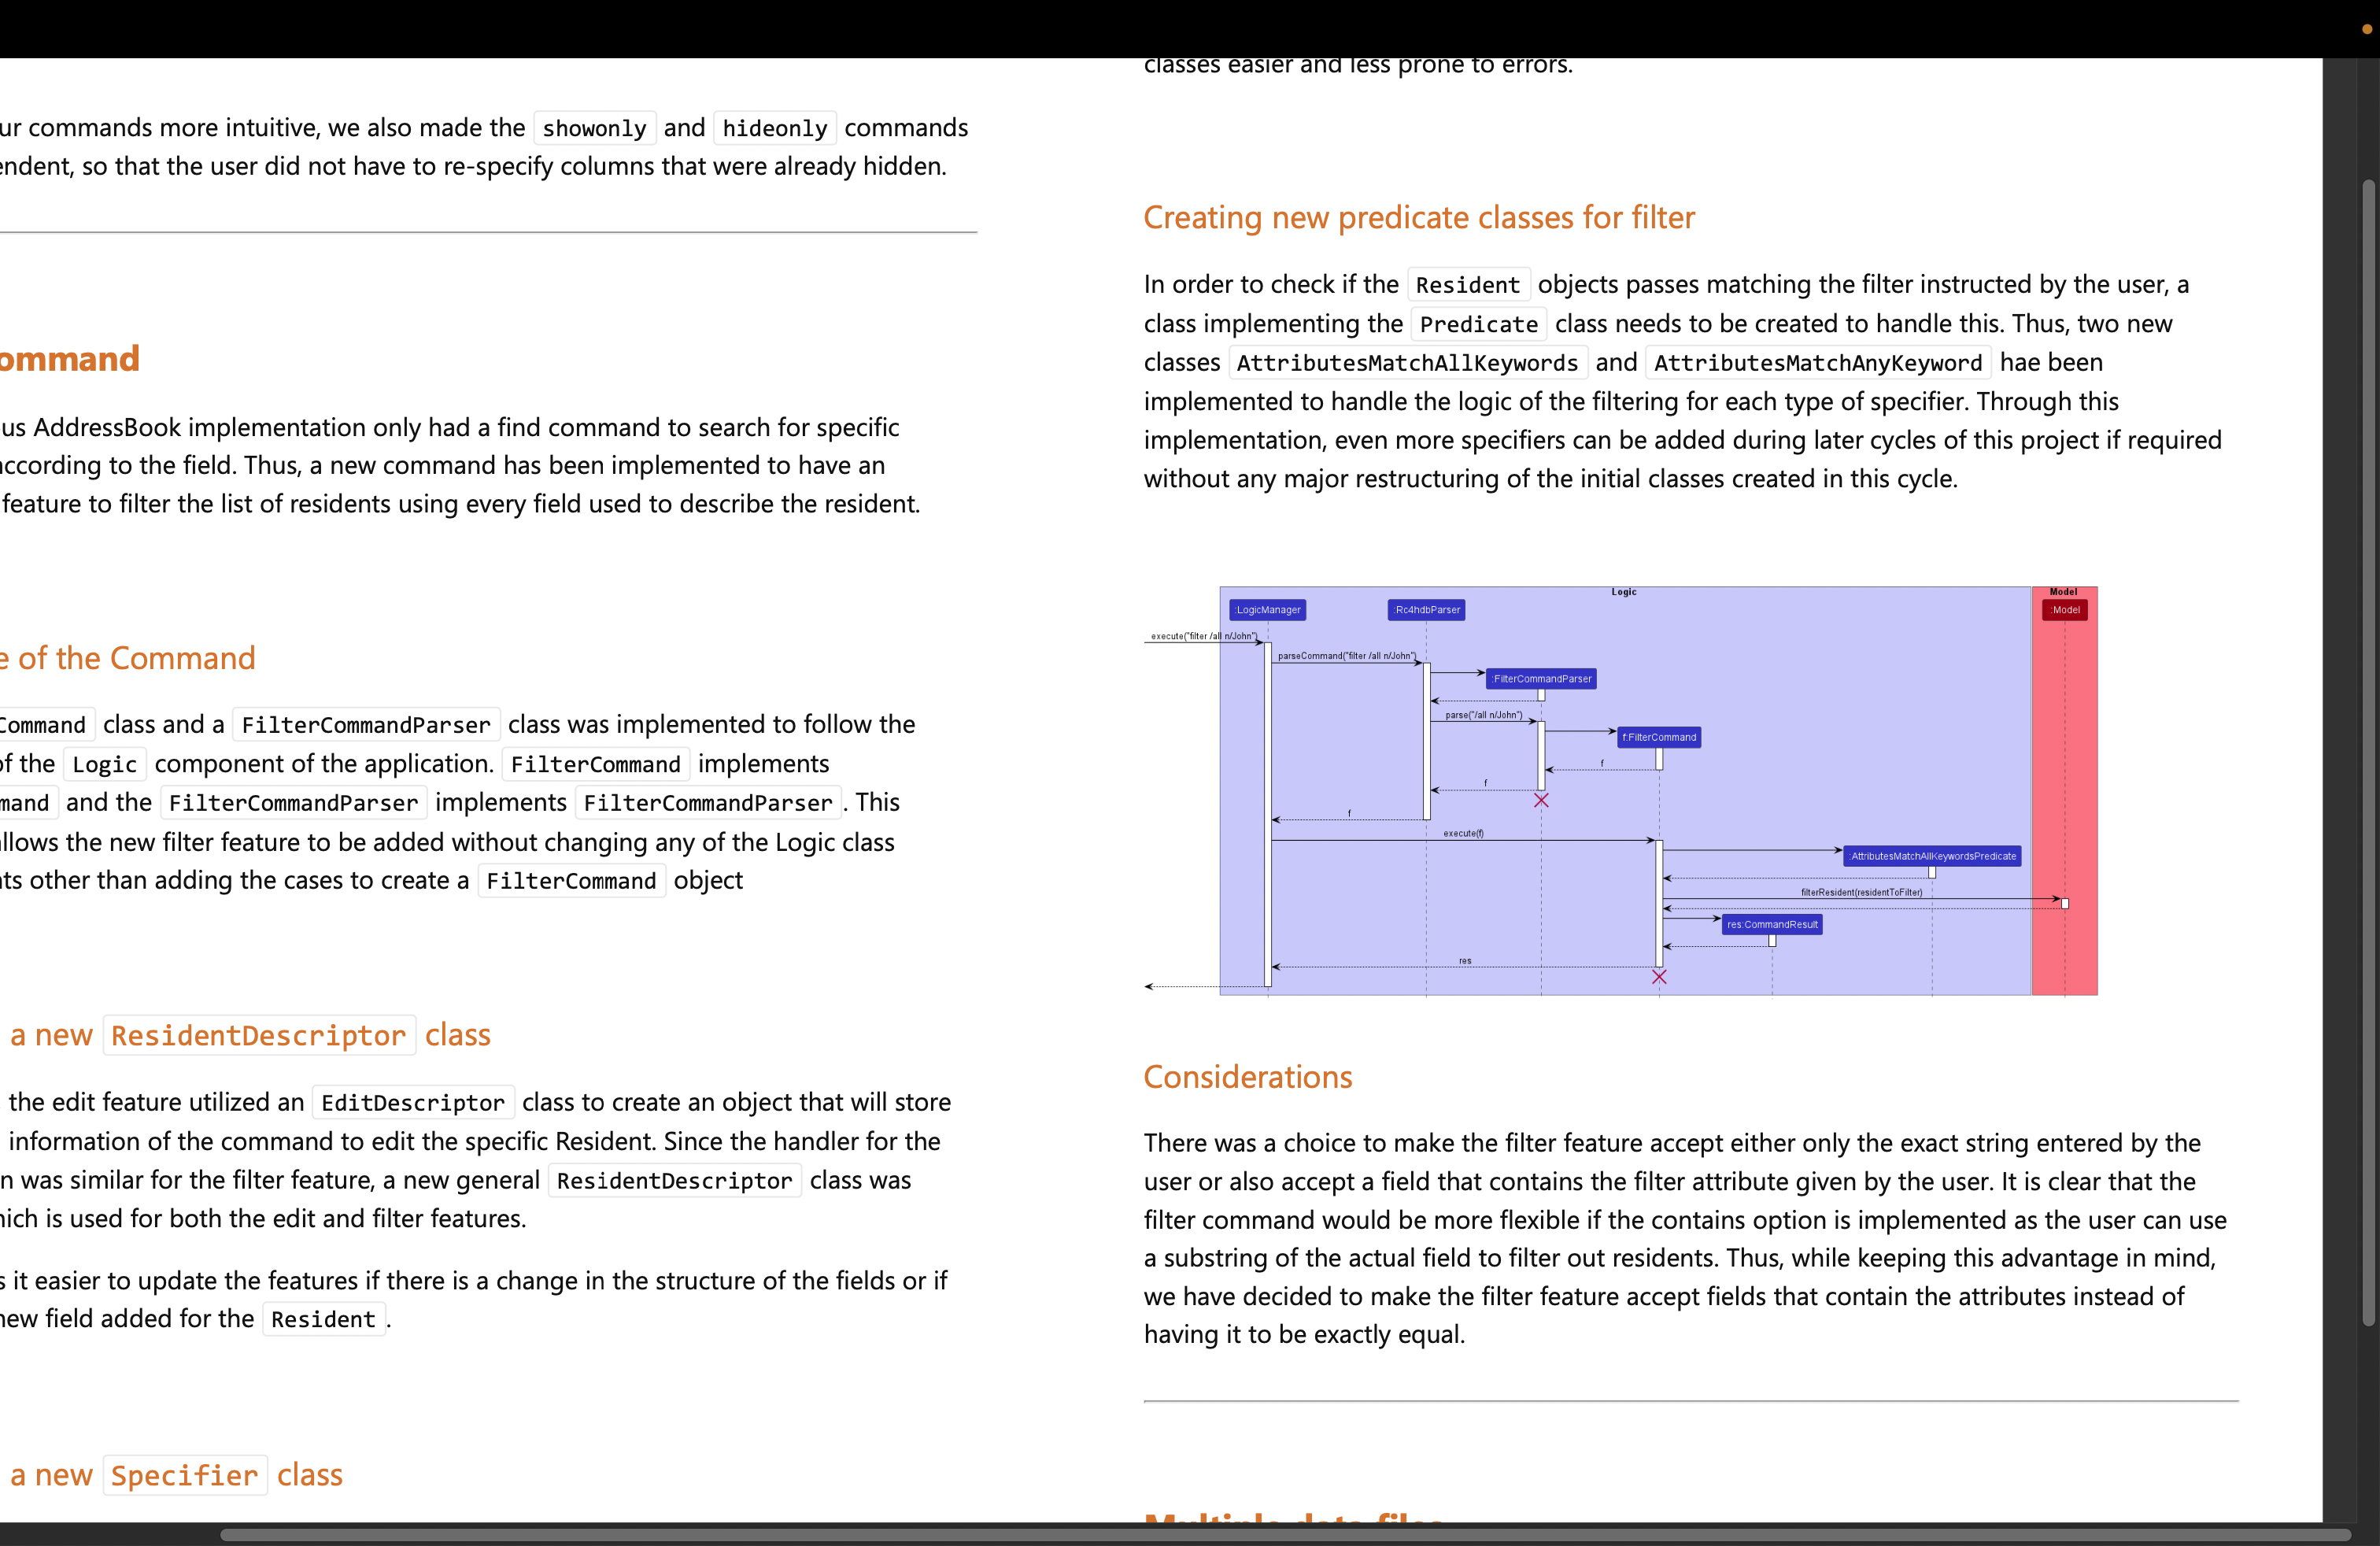 ur commands more intuitive, we also made the showonly and hideonly commands
endent, so that the user did not have to re-specify columns that were already hidden.
ommand
us AddressBook implementation only had a find command to search for specific
according to the field. Thus, a new command has been implemented to have an
feature to filter the list of residents using every field used to describe the resident.
e of the Command
Command class and a FilterCommandParser class was implemented to follow the
of the Logic component of the application. FilterCommand implements
mand and the FilterCommandParser implements FilterCommandParser. This
allows the new filter feature to be added without changing any of the Logic class
nts other than adding the cases to create a FilterCommand object
a new ResidentDescriptor class
the edit feature utilized an EditDescriptor class to create an object that will store
information of the command to edit the specific Resident. Since the handler for the
n was similar for the filter feature, a new general ResidentDescriptor class was
hich is used for both the edit and filter features.
s it easier to update the features if there is a change in the structure of the fields or if
new field added for the Resident.
a new Specifier class
classes easier and less prone to errors.
Creating new predicate classes for filter
In order to check if the Resident objects passes matching the filter instructed by the user, a
class implementing the Predicate class needs to be created to handle this. Thus, two new
classes AttributesMatchAllKeywords and AttributesMatchAnyKeyword hae been
implemented to handle the logic of the filtering for each type of specifier. Through this
implementation, even more specifiers can be added during later cycles of this project if required
without any major restructuring of the initial classes created in this cycle.
Logic
Model
:LogicManager
:Rc4hdbParser
:Model
execute("filter /all n/John")
parseCommand("filter /all n/John")
:FilterCommandParser
parse("/all n/John")
f:FilterCommand
f
f
f
execute(f)
:AttributesMatchAllKeywordsPredicate
filterResident(residentToFilter)
res:CommandResult
res
Considerations
There was a choice to make the filter feature accept either only the exact string entered by the
user or also accept a field that contains the filter attribute given by the user. It is clear that the
filter command would be more flexible if the contains option is implemented as the user can use
a substring of the actual field to filter out residents. Thus, while keeping this advantage in mind,
we have decided to make the filter feature accept fields that contain the attributes instead of
having it to be exactly equal.
Multiple data files